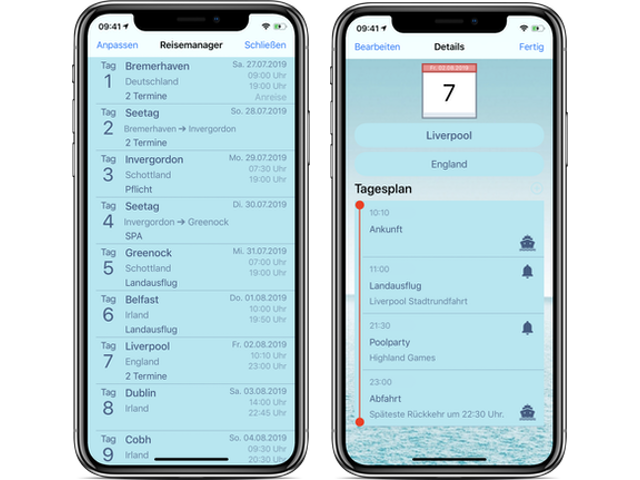 09:41
Anpassen Reisemanager Schließen
Tag 1 Bremerhaven Sa. 27.07.2019
Deutschland 09:00 Uhr
19:00 Uhr
2 Termine Anreise
Tag 2 Seetag So. 28.07.2019
Bremerhaven ➔ Invergordon
2 Termine
Tag 3 Invergordon Mo. 29.07.2019
Schottland 07:30 Uhr
19:00 Uhr
Pflicht
Tag 4 Seetag Di. 30.07.2019
Invergordon ➔ Greenock
SPA
Tag 5 Greenock Mi. 31.07.2019
Schottland 07:00 Uhr
19:00 Uhr
Landausflug
Tag 6 Belfast Do. 01.08.2019
Irland 10:00 Uhr
19:50 Uhr
Landausflug
Tag 7 Liverpool Fr. 02.08.2019
England 10:10 Uhr
23:00 Uhr
2 Termine
Tag 8 Dublin Sa. 03.08.2019
Irland 14:00 Uhr
22:45 Uhr
Tag 9 Cobh So. 04.08.2019
Irland 09:30 Uhr
20:30 Uhr
09:41
Bearbeiten Details Fertig
Fr. 02.08.2019
7
Liverpool
England
Tagesplan
10:10
Ankunft
11:00
Landausflug
Liverpool Stadtrundfahrt
21:30
Poolparty
Highland Games
23:00
Abfahrt
Späteste Rückkehr um 22:30 Uhr.